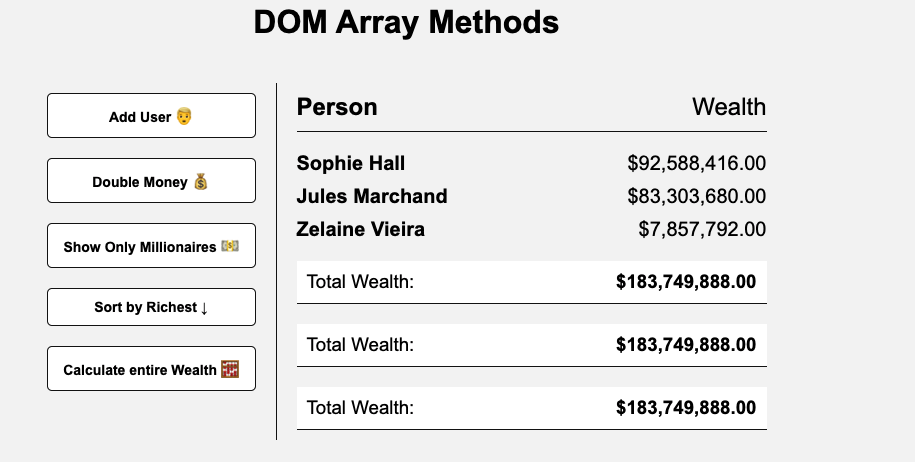 DOM Array Methods
Add User 👨
Double Money 💰
Show Only Millionaires 💵
Sort by Richest ↓
Calculate entire Wealth 🧮
Person Wealth
Sophie Hall $92,588,416.00
Jules Marchand $83,303,680.00
Zelaine Vieira $7,857,792.00
Total Wealth: $183,749,888.00
Total Wealth: $183,749,888.00
Total Wealth: $183,749,888.00